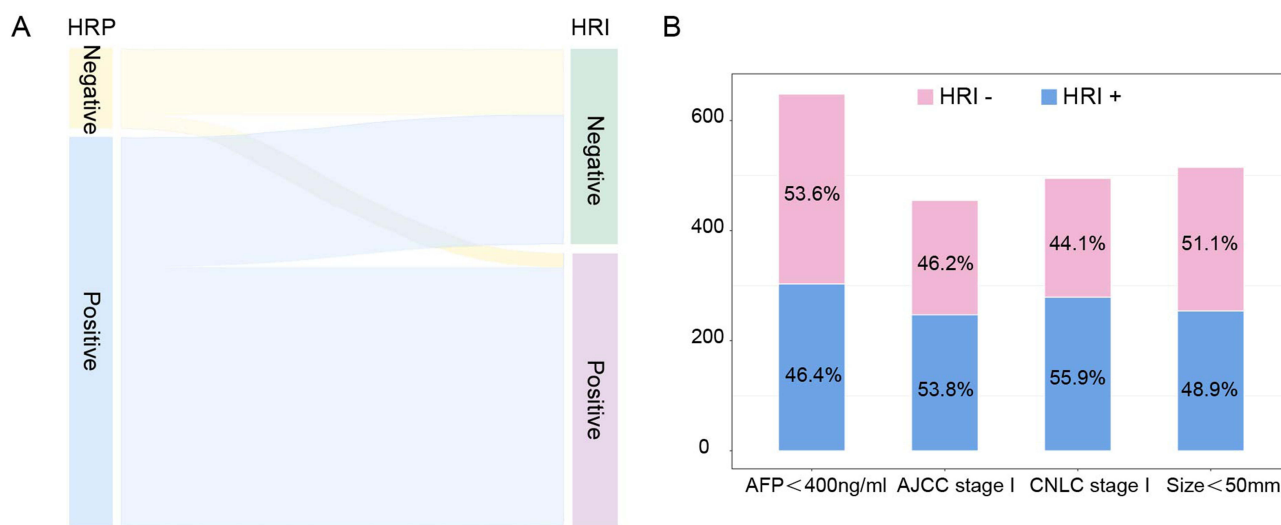 A
HRP
HRI
Negative
Positive
Negative
Positive
B
HRI -
HRI +
600
400
200
0
53.6%
46.2%
44.1%
51.1%
46.4%
53.8%
55.9%
48.9%
AFP<400ng/ml
AJCC stage I
CNLC stage I
Size<50mm